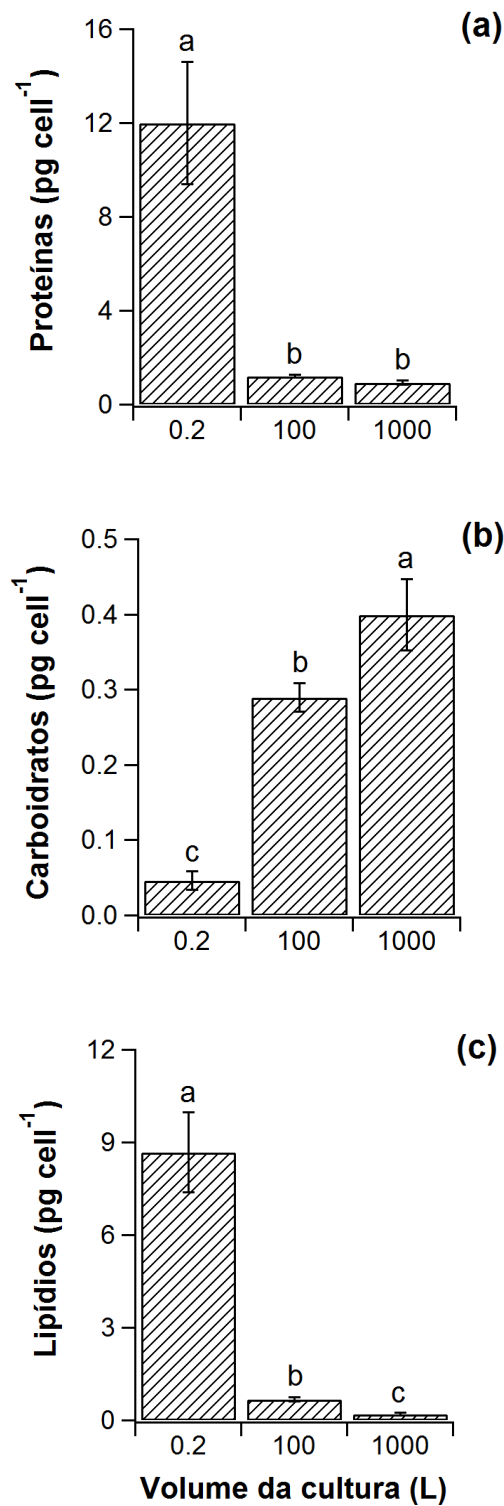 (a)
Proteínas (pg cell⁻¹)
16
12
8
4
0
a
b
b
0.2 100 1000
(b)
Carboidratos (pg cell⁻¹)
0.5
0.4
0.3
0.2
0.1
0.0
c
b
a
0.2 100 1000
(c)
Lipídios (pg cell⁻¹)
12
9
6
3
0
a
b
c
0.2 100 1000
Volume da cultura (L)